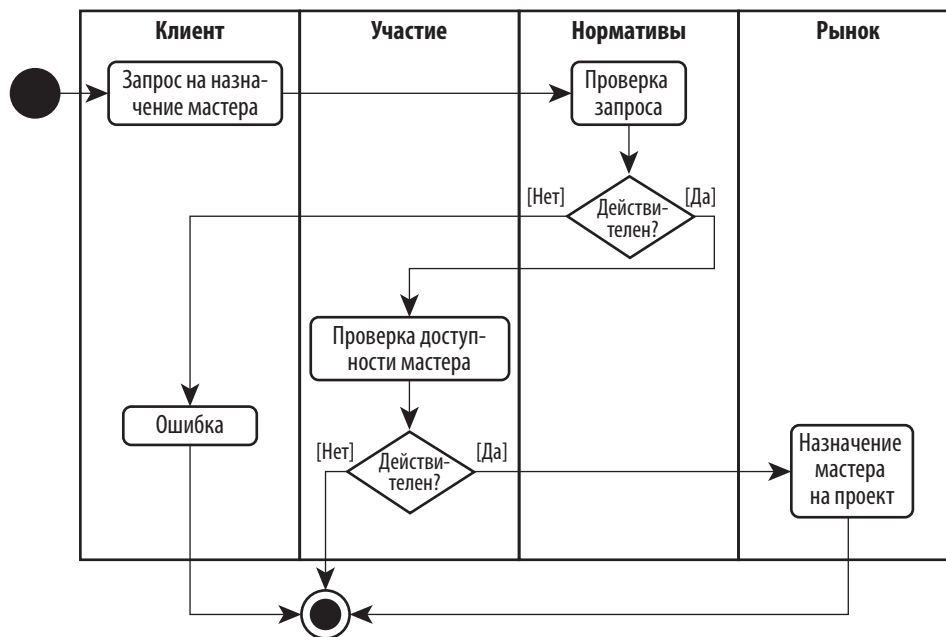 Клиент
Участие
Нормативы
Рынок
Запрос на назна-
чение мастера
Проверка
запроса
[Нет]
Действи-
телен?
[Да]
Проверка доступ-
ности мастера
Ошибка
[Нет]
Действи-
телен?
[Да]
Назначение
мастера
на проект